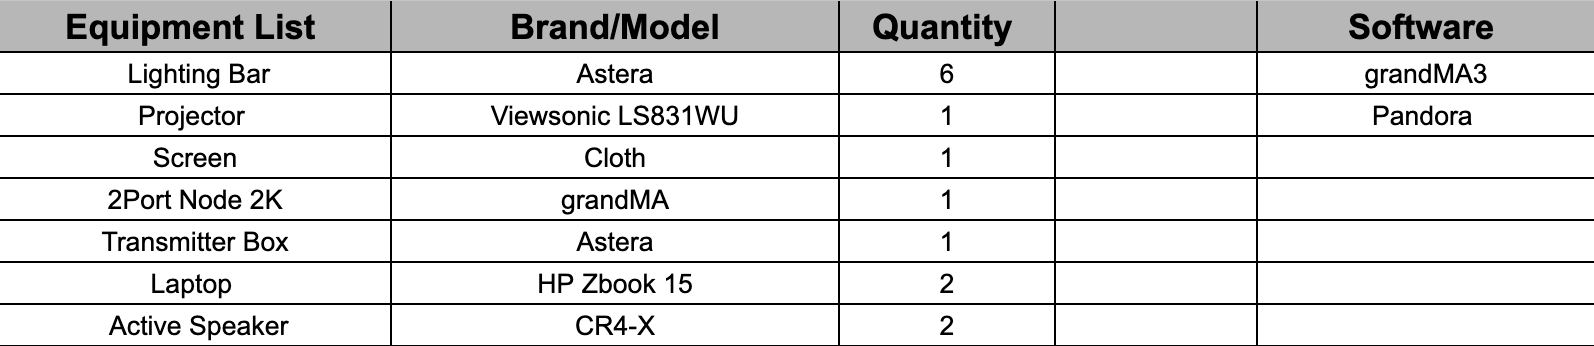 Equipment List Brand/Model Quantity Software
Lighting Bar Astera 6 grandMA3
Projector Viewsonic LS831WU 1 Pandora
Screen Cloth 1
2Port Node 2K grandMA 1
Transmitter Box Astera 1
Laptop HP Zbook 15 2
Active Speaker CR4-X 2